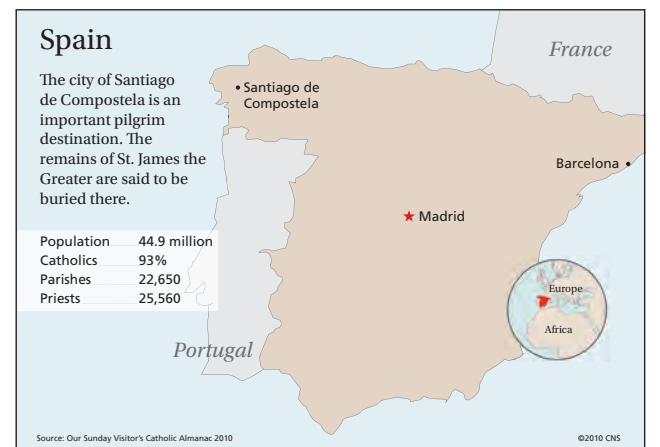 Spain
The city of Santiago
de Compostela is an
important pilgrim
destination. The
remains of St. James the
Greater are said to be
buried there.
Population 44.9 million
Catholics 93%
Parishes 22,650
Priests 25,560
France
Santiago de
Compostela
Barcelona
Madrid
Europe
Africa
Portugal
Source: Our Sunday Visitor's Catholic Almanac 2010
©2010 CNS